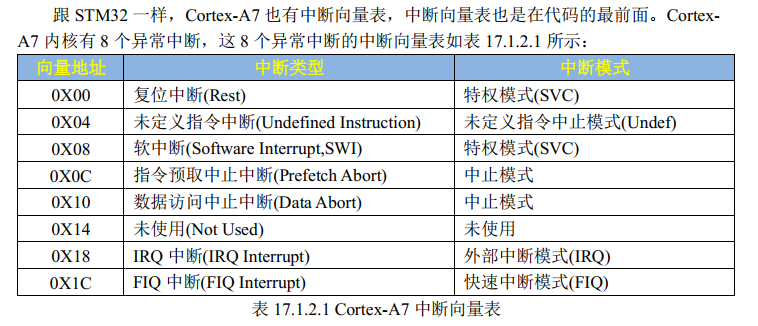 跟 STM32 一样，Cortex-A7 也有中断向量表，中断向量表也是在代码的最前面。Cortex-
A7 内核有 8 个异常中断，这 8 个异常中断的中断向量表如表 17.1.2.1 所示：
向量地址 中断类型 中断模式
0X00 复位中断(Rest) 特权模式(SVC)
0X04 未定义指令中断(Undefined Instruction) 未定义指令中止模式(Undef)
0X08 软中断(Software Interrupt,SWI) 特权模式(SVC)
0X0C 指令预取中止中断(Prefetch Abort) 中止模式
0X10 数据访问中止中断(Data Abort) 中止模式
0X14 未使用(Not Used) 未使用
0X18 IRQ 中断(IRQ Interrupt) 外部中断模式(IRQ)
0X1C FIQ 中断(FIQ Interrupt) 快速中断模式(FIQ)
表 17.1.2.1 Cortex-A7 中断向量表